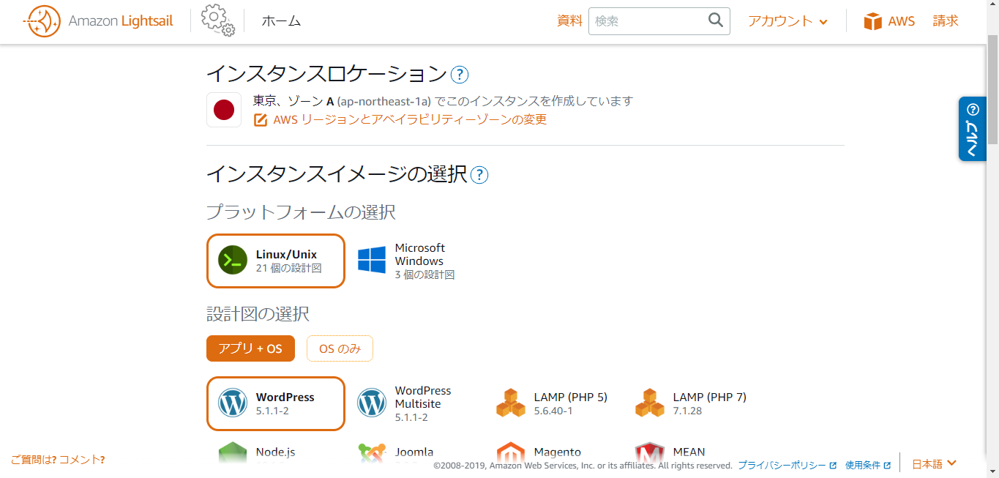 Amazon Lightsail
ホーム
資料
検索
アカウント
AWS
請求
インスタンスロケーション ?
東京、ゾーン A (ap-northeast-1a) でこのインスタンスを作成しています
AWS リージョンとアベイラビリティーゾーンの変更
? ヘルプ
インスタンスイメージの選択 ?
プラットフォームの選択
Linux/Unix
21 個の設計図
Microsoft
Windows
3 個の設計図
設計図の選択
アプリ + OS
OS のみ
WordPress
5.1.1-2
WordPress
Multisite
5.1.1-2
LAMP (PHP 5)
5.6.40-1
LAMP (PHP 7)
7.1.28
Node.js
Joomla
Magento
MEAN
ご質問は? コメント?
©2008-2019, Amazon Web Services, Inc. or its affiliates. All rights reserved.
プライバシーポリシー
使用条件
日本語